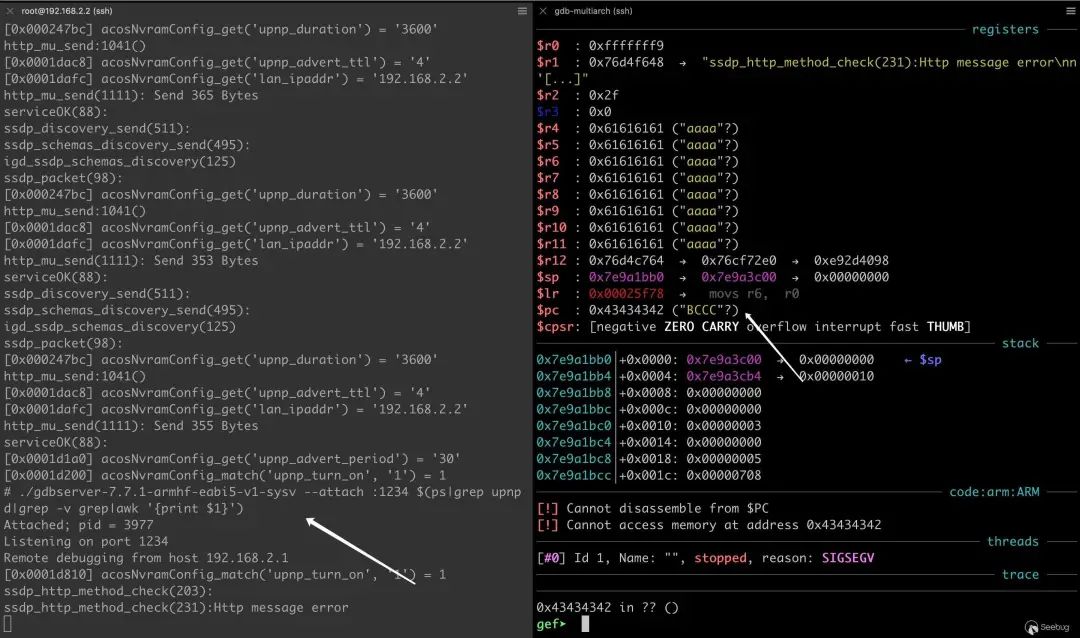 root@192.168.2.2 (ssh)
[0x000247bc] acosNvramConfig_get('upnp_duration') = '3600'
http_mu_send:1041()
[0x0001dac8] acosNvramConfig_get('upnp_advert_ttl') = '4'
[0x0001dafc] acosNvramConfig_get('lan_ipaddr') = '192.168.2.2'
http_mu_send(1111): Send 365 Bytes
serviceOK(88):
ssdp_discovery_send(511):
ssdp_schemas_discovery_send(495):
igd_ssdp_schemas_discovery(125)
ssdp_packet(98):
[0x000247bc] acosNvramConfig_get('upnp_duration') = '3600'
http_mu_send:1041()
[0x0001dac8] acosNvramConfig_get('upnp_advert_ttl') = '4'
[0x0001dafc] acosNvramConfig_get('lan_ipaddr') = '192.168.2.2'
http_mu_send(1111): Send 353 Bytes
serviceOK(88):
ssdp_discovery_send(511):
ssdp_schemas_discovery_send(495):
igd_ssdp_schemas_discovery(125)
ssdp_packet(98):
[0x000247bc] acosNvramConfig_get('upnp_duration') = '3600'
http_mu_send:1041()
[0x0001dac8] acosNvramConfig_get('upnp_advert_ttl') = '4'
[0x0001dafc] acosNvramConfig_get('lan_ipaddr') = '192.168.2.2'
http_mu_send(1111): Send 355 Bytes
serviceOK(88):
[0x0001d1a0] acosNvramConfig_get('upnp_advert_period') = '30'
[0x0001d200] acosNvramConfig_match('upnp_turn_on', '1') = 1
# ./gdbserver-7.7.1-armhf-eabi5-v1-sysv --attach :1234 $(ps|grep upnp
d|grep -v grep|awk '{print $1}')
Attached; pid = 3977
Listening on port 1234
Remote debugging from host 192.168.2.1
[0x0001d810] acosNvramConfig_match('upnp_turn_on', '1') = 1
ssdp_http_method_check(203):
ssdp_http_method_check(231):Http message error
gdb-multiarch (ssh)
registers
$r0 : 0xfffffff9
$r1 : 0x76d4f648 → "ssdp_http_method_check(231):Http message error\nn
'[...]"
$r2 : 0x2f
$r3 : 0x0
$r4 : 0x61616161 ("aaaa"?)
$r5 : 0x61616161 ("aaaa"?)
$r6 : 0x61616161 ("aaaa"?)
$r7 : 0x61616161 ("aaaa"?)
$r8 : 0x61616161 ("aaaa"?)
$r9 : 0x61616161 ("aaaa"?)
$r10 : 0x61616161 ("aaaa"?)
$r11 : 0x61616161 ("aaaa"?)
$r12 : 0x76d4c764 → 0x76cf72e0 → 0xe92d4098
$sp : 0x7e9a1bb0 → 0x7e9a3c00 → 0x00000000
$lr : 0x00025f78 → movs r6, r0
$pc : 0x43434342 ("BCCC"?)
$cpsr: [negative ZERO CARRY overflow interrupt fast THUMB]
stack
0x7e9a1bb0│+0x0000: 0x7e9a3c00 → 0x00000000 ← $sp
0x7e9a1bb4│+0x0004: 0x7e9a3cb4 → 0x00000010
0x7e9a1bb8│+0x0008: 0x00000000
0x7e9a1bbc│+0x000c: 0x00000000
0x7e9a1bc0│+0x0010: 0x00000003
0x7e9a1bc4│+0x0014: 0x00000000
0x7e9a1bc8│+0x0018: 0x00000005
0x7e9a1bcc│+0x001c: 0x00000708
code:arm:ARM
[!] Cannot disassemble from $PC
[!] Cannot access memory at address 0x43434342
threads
[#0] Id 1, Name: "", stopped, reason: SIGSEGV
trace
0x43434342 in ?? ()
gef➤
Seebug